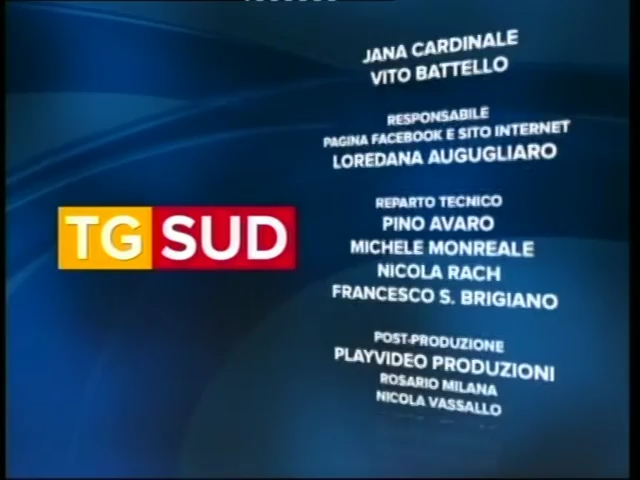 JANA CARDINALE
VITO BATTELLO
RESPONSABILE
PAGINA FACEBOOK E SITO INTERNET
LOREDANA AUGUGLIARO
TG SUD
REPARTO TECNICO
PINO AVARO
MICHELE MONREALE
NICOLA RACH
FRANCESCO S. BRIGIANO
POST-PRODUZIONE
PLAYVIDEO PRODUZIONI
ROSARIO MILANA
NICOLA VASSALLO